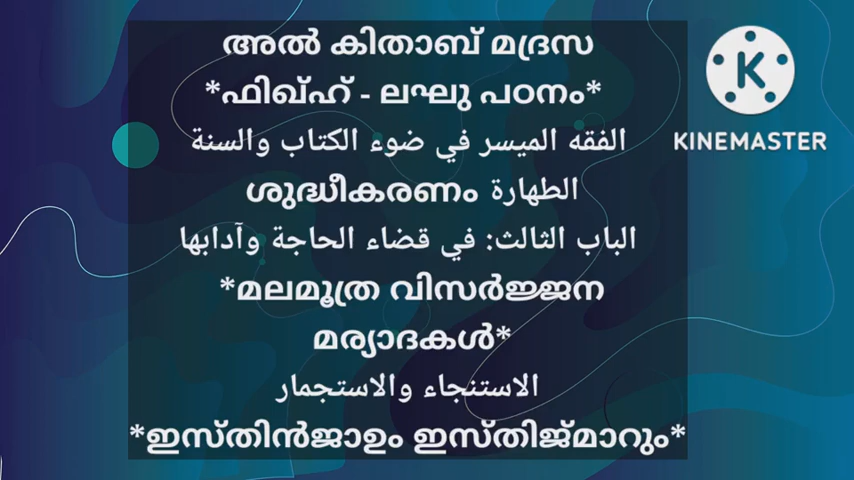 അൽ കിതാബ് മദ്രസ
*ഫിഖ്ഹ് - ലഘു പഠനം*
الفقه الميسر في ضوء الكتاب والسنة
ശുദ്ധീകരണം الطهارة
الباب الثالث: في قضاء الحاجة وآدابها
*മലമൂത്ര വിസർജ്ജന
മര്യാദകൾ*
الاستنجاء والاستجمار
*ഇസ്തിൻജാഉം ഇസ്തിജ്മാറും*
K
KINEMASTER